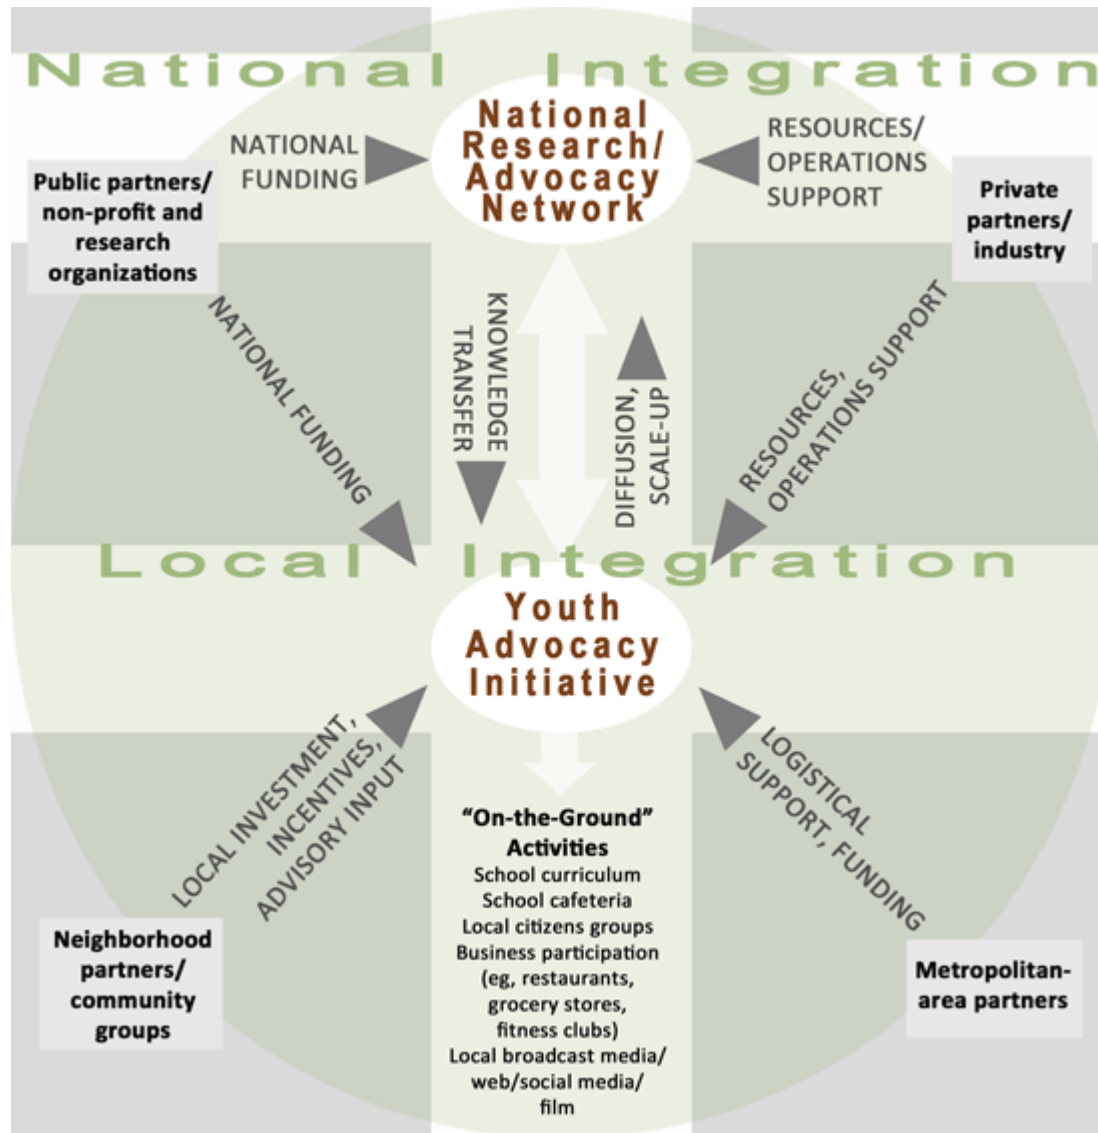 National Integration
National
Research/
Advocacy
Network
NATIONAL
FUNDING
RESOURCES/
OPERATIONS
SUPPORT
Public partners/
non-profit and
research
organizations
Private
partners/
industry
NATIONAL FUNDING
KNOWLEDGE
TRANSFER
DIFFUSION,
SCALE-UP
RESOURCES,
OPERATIONS SUPPORT
Local Integration
Youth
Advocacy
Initiative
LOCAL INVESTMENT,
INCENTIVES,
ADVISORY INPUT
LOGISTICAL
SUPPORT, FUNDING
"On-the-Ground"
Activities
School curriculum
School cafeteria
Local citizens groups
Business participation
(eg, restaurants,
grocery stores,
fitness clubs)
Local broadcast media/
web/social media/
film
Neighborhood
partners/
community
groups
Metropolitan-
area partners